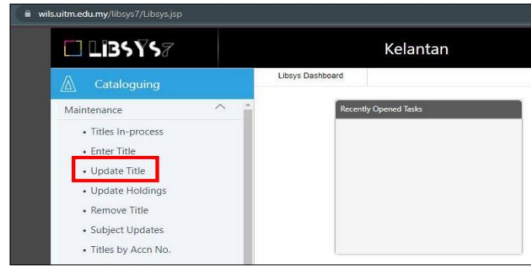 wils.uitm.edu.my/libsys7/Libsys.jsp
LiBSYS7
Kelantan
Cataloguing
Libsys Dashboard
Maintenance
Recently Opened Tasks
• Titles In-process
• Enter Title
• Update Title
• Update Holdings
• Remove Title
• Subject Updates
• Titles by Accn No.